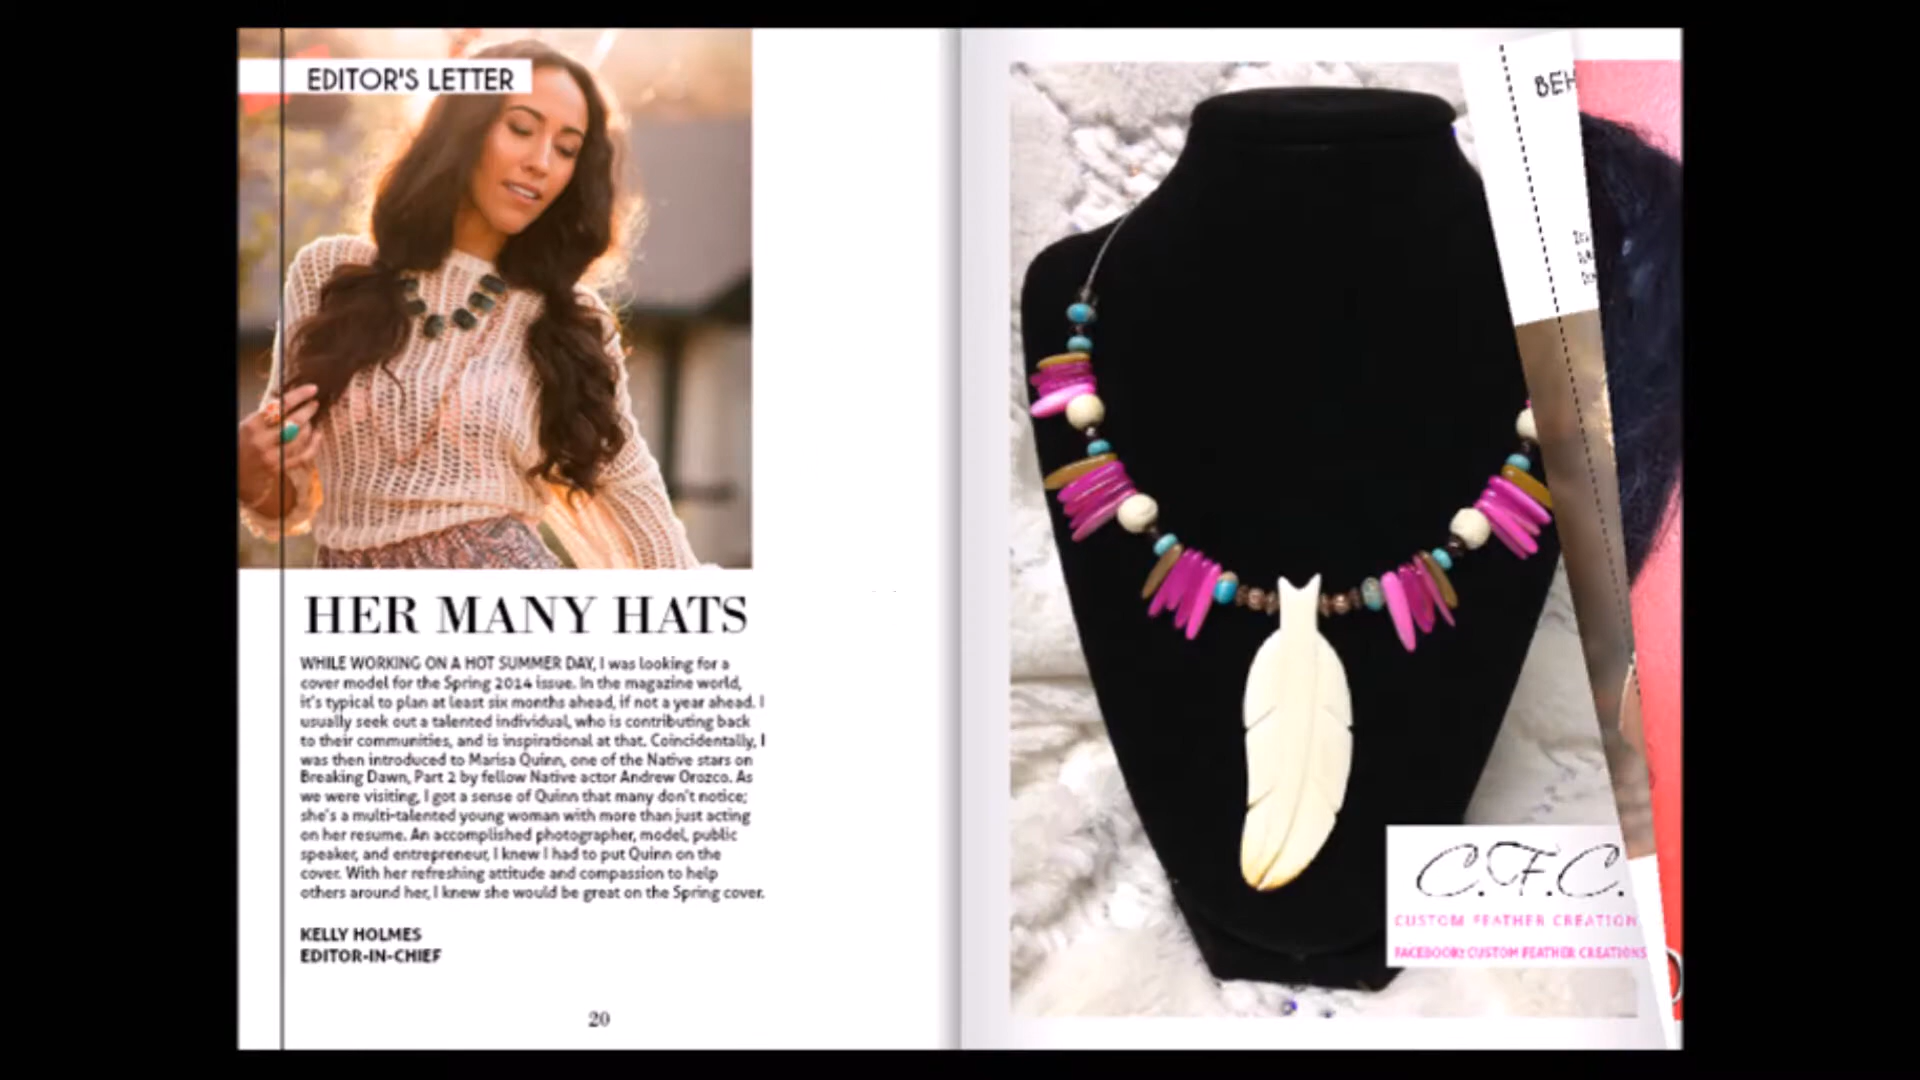 EDITOR'S LETTER
HER MANY HATS
WHILE WORKING ON A HOT SUMMER DAY, I was looking for a
cover model for the Spring 2014 issue. In the magazine world,
it's typical to plan at least six months ahead, if not a year ahead. I
usually seek out a talented individual, who is contributing back
to their communities, and is inspirational at that. Coincidentally, I
was then introduced to Marisa Quinn, one of the Native stars on
Breaking Dawn, Part 2 by fellow Native actor Andrew Orozco. As
we were visiting, I got a sense of Quinn that many don't notice;
she's a multi-talented young woman with more than just acting
on her resume. An accomplished photographer, model, public
speaker, and entrepreneur, I knew I had to put Quinn on the
cover. With her refreshing attitude and compassion to help
others around her, I knew she would be great on the Spring cover.
KELLY HOLMES
EDITOR-IN-CHIEF
20
BEH
C.F.C.
CUSTOM FEATHER CREATION
FACEBOOK: CUSTOM FEATHER CREATIONS